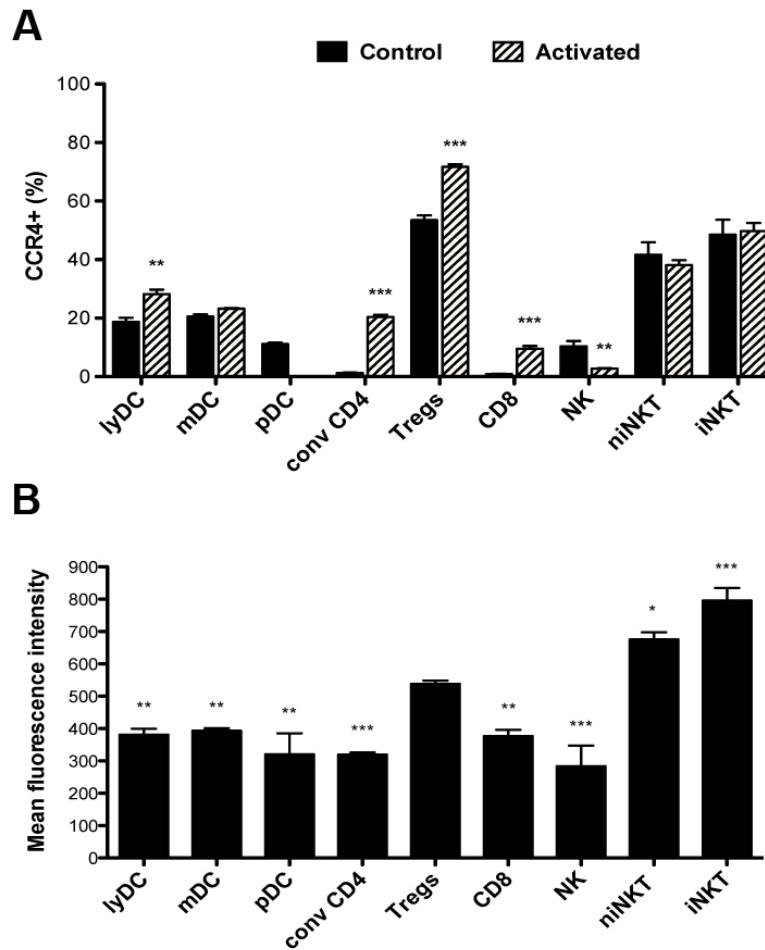 A
Control Activated
CCR4+ (%)
100
80
60
40
20
0
**
***
***
***
**
lyDC mDC pDC conv CD4 Tregs CD8 NK niNKT iNKT
B
Mean fluorescence intensity
900
800
700
600
500
400
300
200
100
0
** ** ** *** ** *** * ***
lyDC mDC pDC conv CD4 Tregs CD8 NK niNKT iNKT